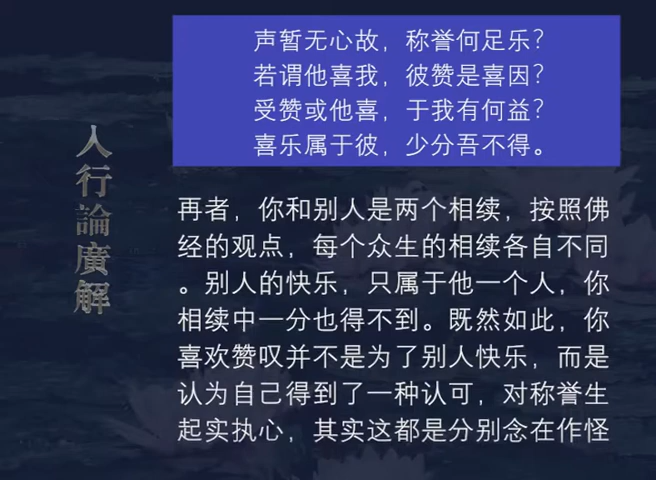 声暂无心故，称誉何足乐？
若谓他喜我，彼赞是喜因？
受赞或他喜，于我有何益？
喜乐属于彼，少分吾不得。
入行論廣解
再者，你和别人是两个相续，按照佛
经的观点，每个众生的相续各自不同
。别人的快乐，只属于他一个人，你
相续中一分也得不到。既然如此，你
喜欢赞叹并不是为了别人快乐，而是
认为自己得到了一种认可，对称誉生
起实执心，其实这都是分别念在作怪